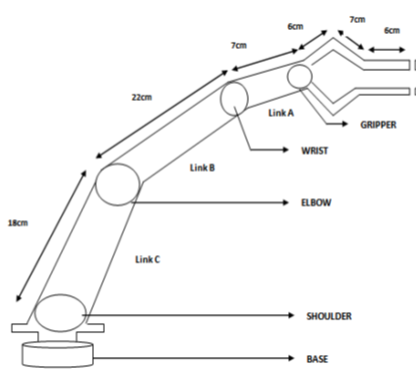 6cm
7cm
7cm
6cm
22cm
Link A
GRIPPER
WRIST
Link B
ELBOW
18cm
Link C
SHOULDER
BASE